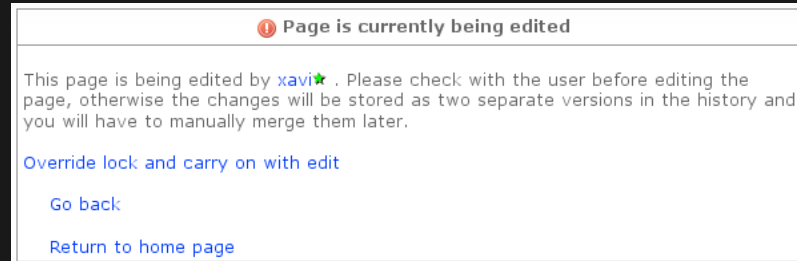 Page is currently being edited
This page is being edited by xavi . Please check with the user before editing the
page, otherwise the changes will be stored as two separate versions in the history and
you will have to manually merge them later.
Override lock and carry on with edit
Go back
Return to home page